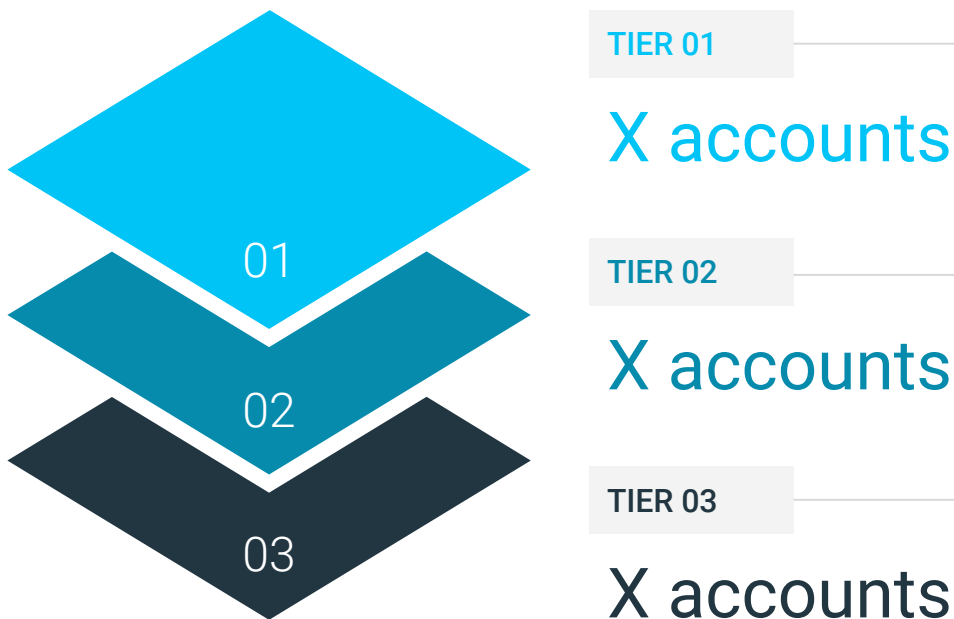 01
02
03
TIER 01
X accounts
TIER 02
X accounts
TIER 03
X accounts